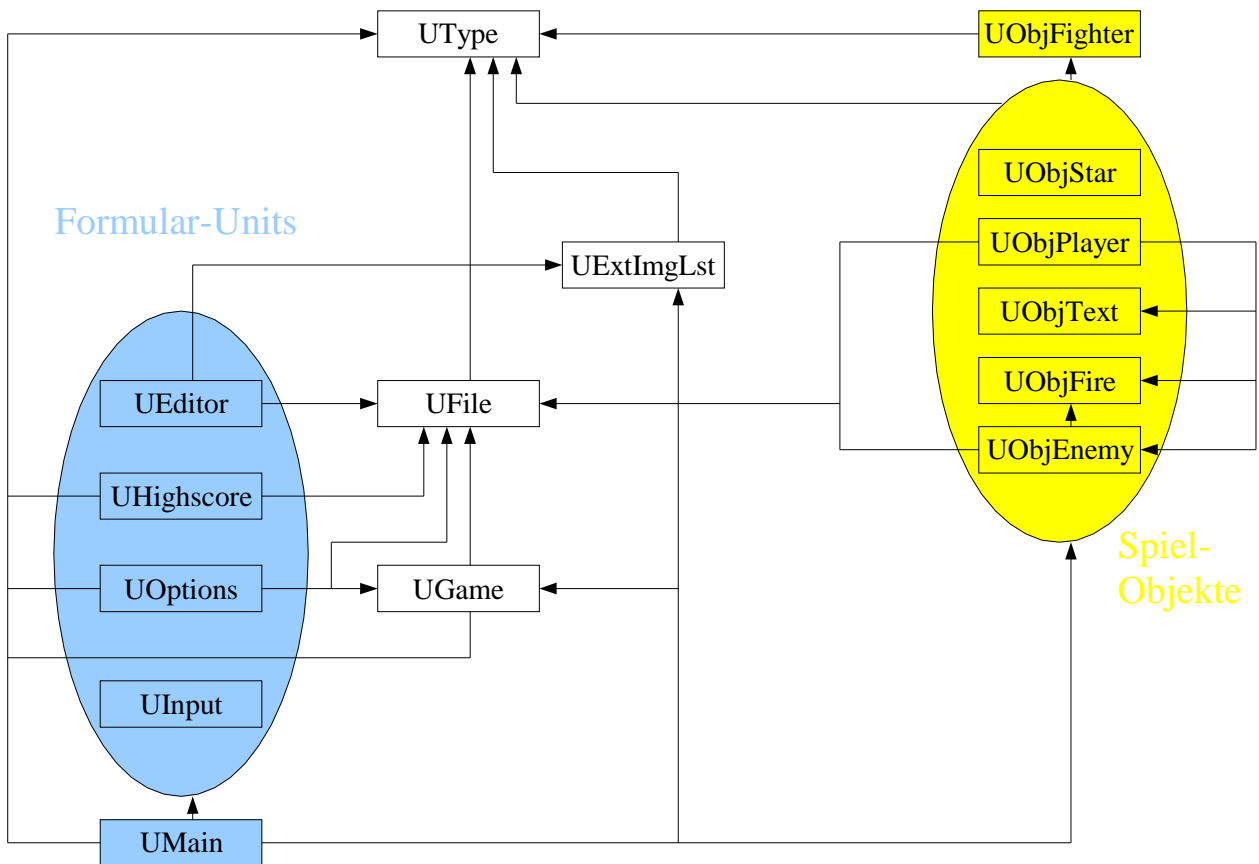 UType
UObjFighter
UObjStar
Formular-Units
UObjPlayer
UExtImgLst
UObjText
UEditor
UFile
UObjFire
UObjEnemy
UHighscore
Spiel-
Objekte
UOptions
UGame
UInput
UMain